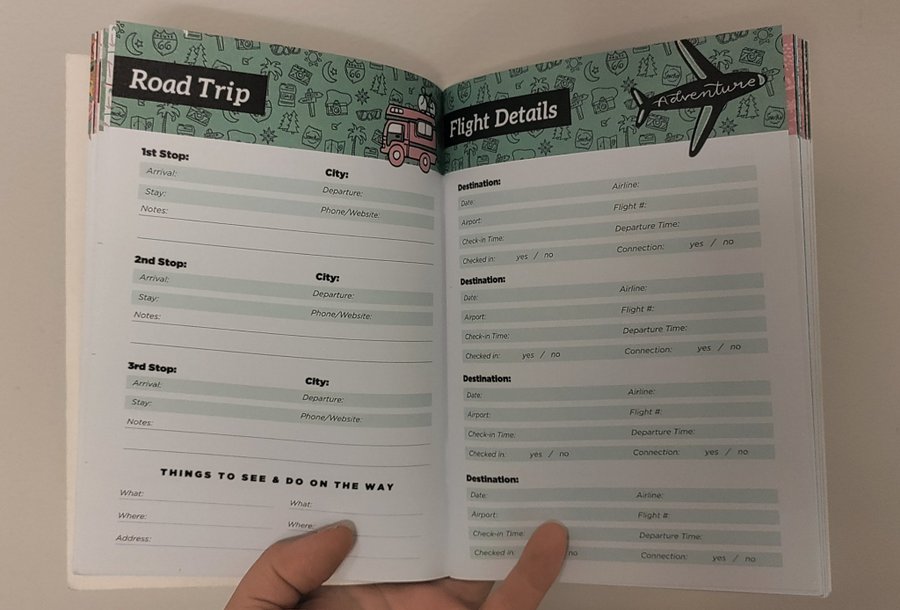 Road Trip
1st Stop:
City:
Arrival:
Departure:
Stay:
Phone/Website:
Notes:
2nd Stop:
City:
Arrival:
Departure:
Stay:
Phone/Website:
Notes:
3rd Stop:
City:
Arrival:
Departure:
Stay:
Phone/Website:
Notes:
THINGS TO SEE & DO ON THE WAY
What:
What:
Where:
Where:
Address:
Flight Details
Adventure
Destination:
Date:
Airline:
Airport:
Flight #:
Check-in Time:
Departure Time:
Checked in: yes / no
Connection: yes / no
Destination:
Date:
Airline:
Airport:
Flight #:
Check-in Time:
Departure Time:
Checked in: yes / no
Connection: yes / no
Destination:
Date:
Airline:
Airport:
Flight #:
Check-in Time:
Departure Time:
Checked in: yes / no
Connection: yes / no
Destination:
Date:
Airline:
Airport:
Flight #:
Check-in Time:
Departure Time:
Checked in: no
Connection: yes / no